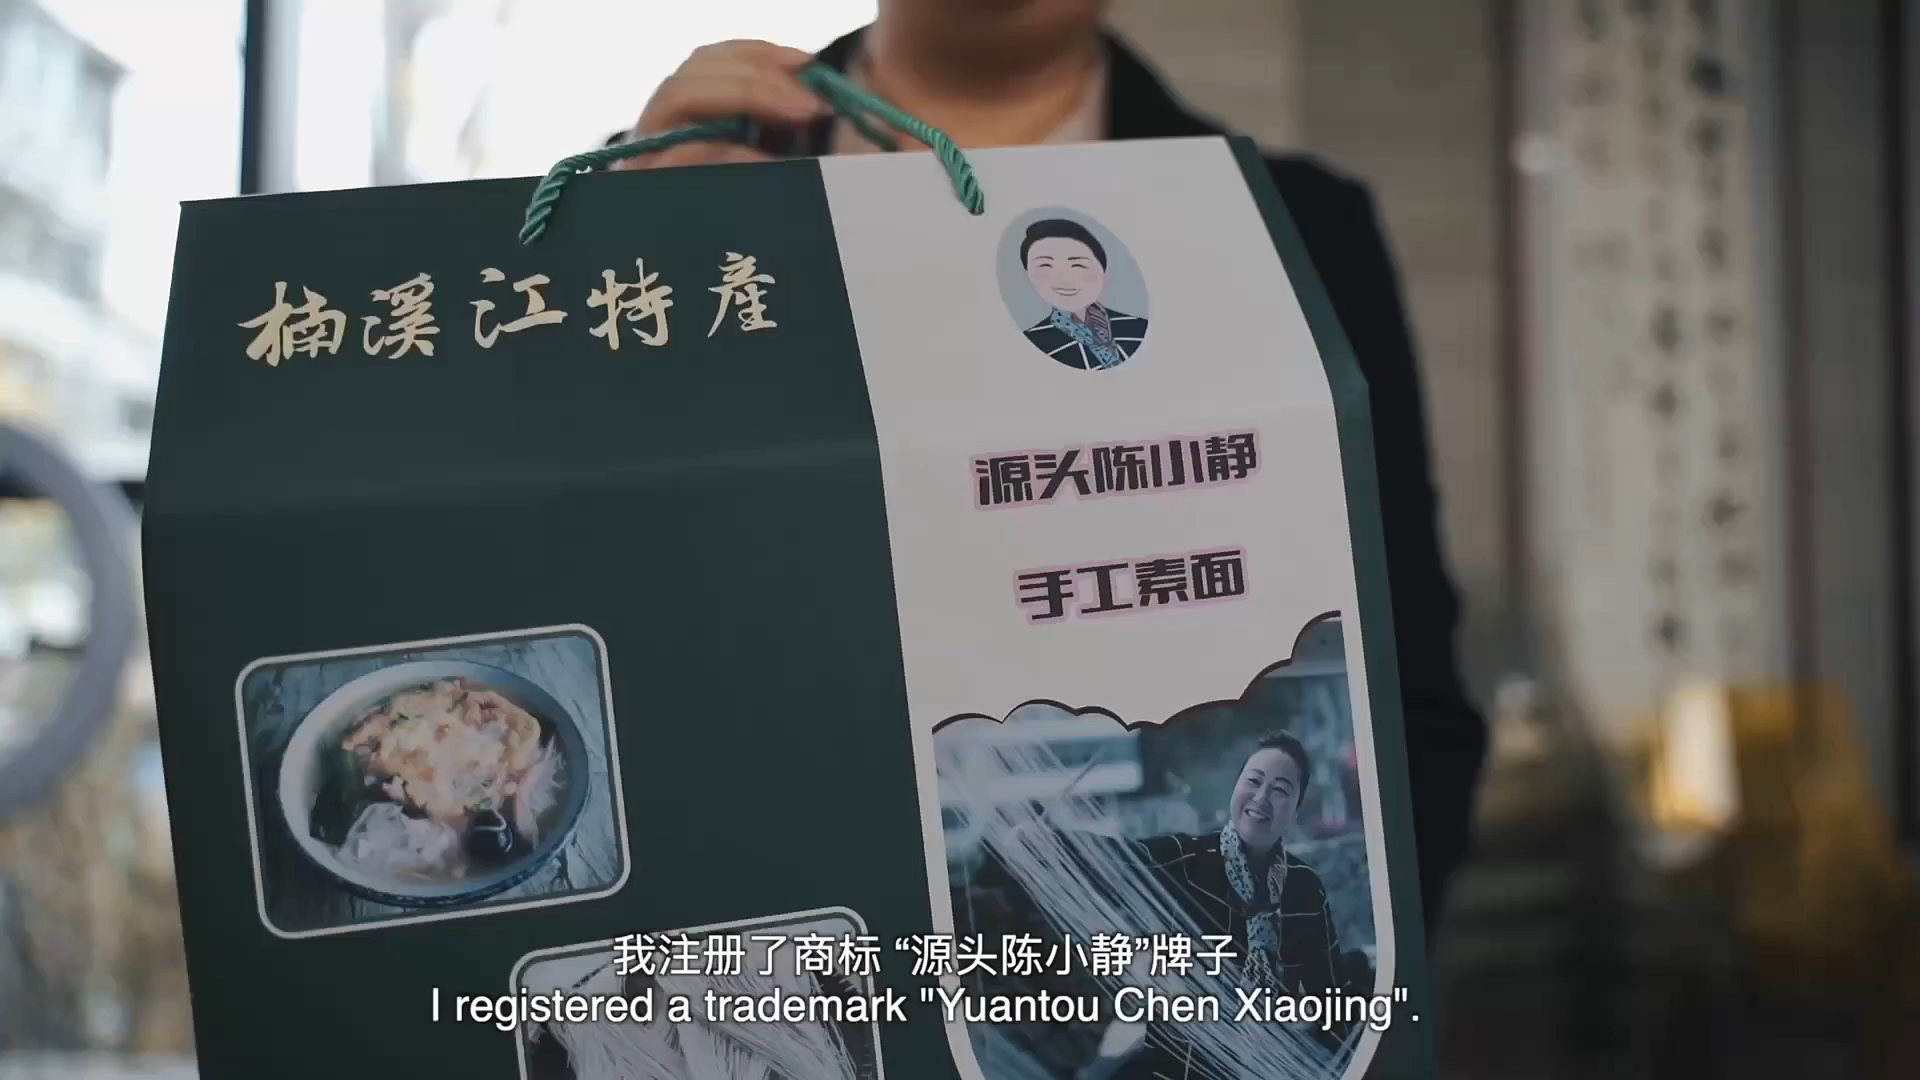 楠溪江特産
源头陈小静
手工素面
我注册了商标 “源头陈小静”牌子
I registered a trademark "Yuantou Chen Xiaojing".